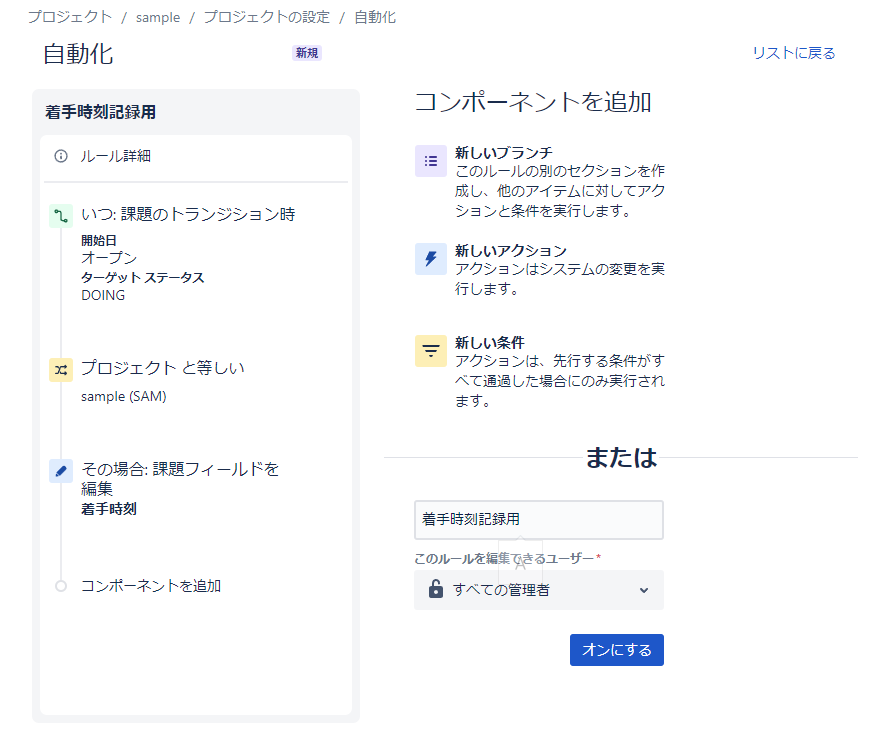 プロジェクト / sample / プロジェクトの設定 / 自動化
自動化
新規
リストに戻る
着手時刻記録用
ルール詳細
いつ: 課題のトランジション時
開始日
オープン
ターゲット ステータス
DOING
プロジェクト と等しい
sample (SAM)
その場合: 課題フィールドを
編集
着手時刻
コンポーネントを追加
コンポーネントを追加
新しいブランチ
このルールの別のセクションを作
成し、他のアイテムに対してアク
ションと条件を実行します。
新しいアクション
アクションはシステムの変更を実
行します。
新しい条件
アクションは、先行する条件がす
べて通過した場合にのみ実行され
ます。
または
着手時刻記録用
このルールを編集できるユーザー*
A
すべての管理者
オンにする